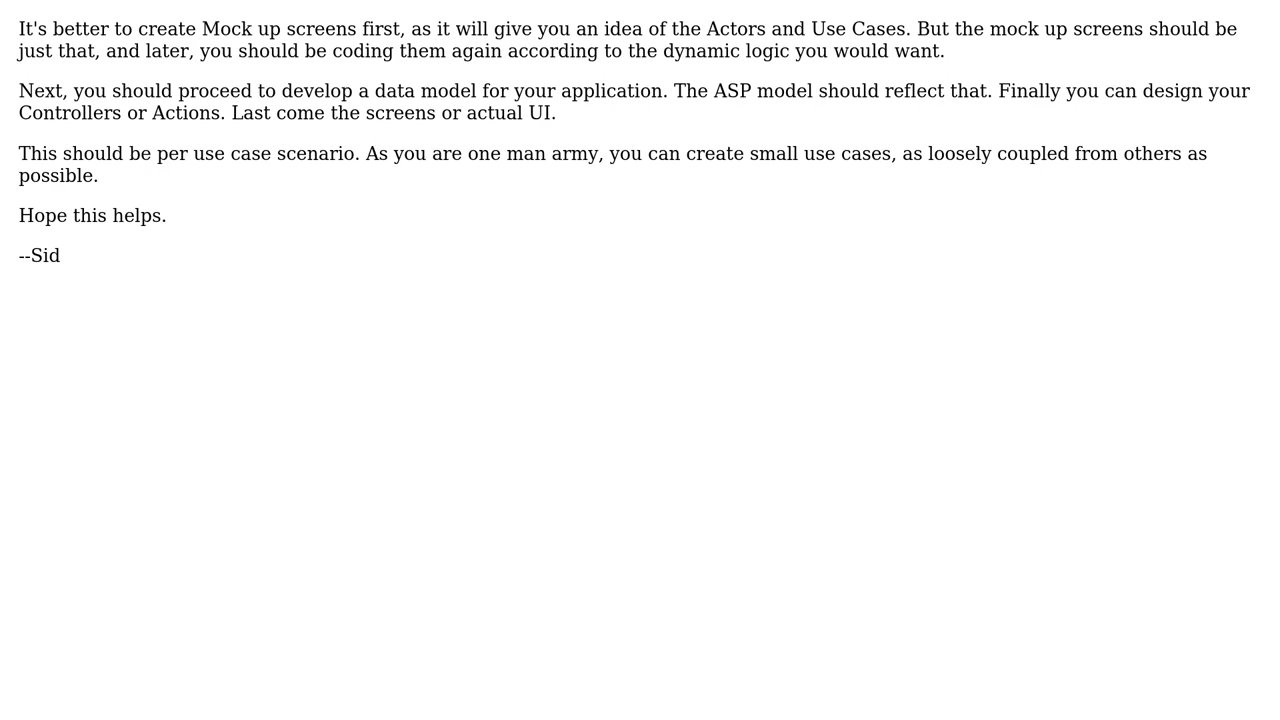 It's better to create Mock up screens first, as it will give you an idea of the Actors and Use Cases. But the mock up screens should be
just that, and later, you should be coding them again according to the dynamic logic you would want.
Next, you should proceed to develop a data model for your application. The ASP model should reflect that. Finally you can design your
Controllers or Actions. Last come the screens or actual UI.
This should be per use case scenario. As you are one man army, you can create small use cases, as loosely coupled from others as
possible.
Hope this helps.
--Sid